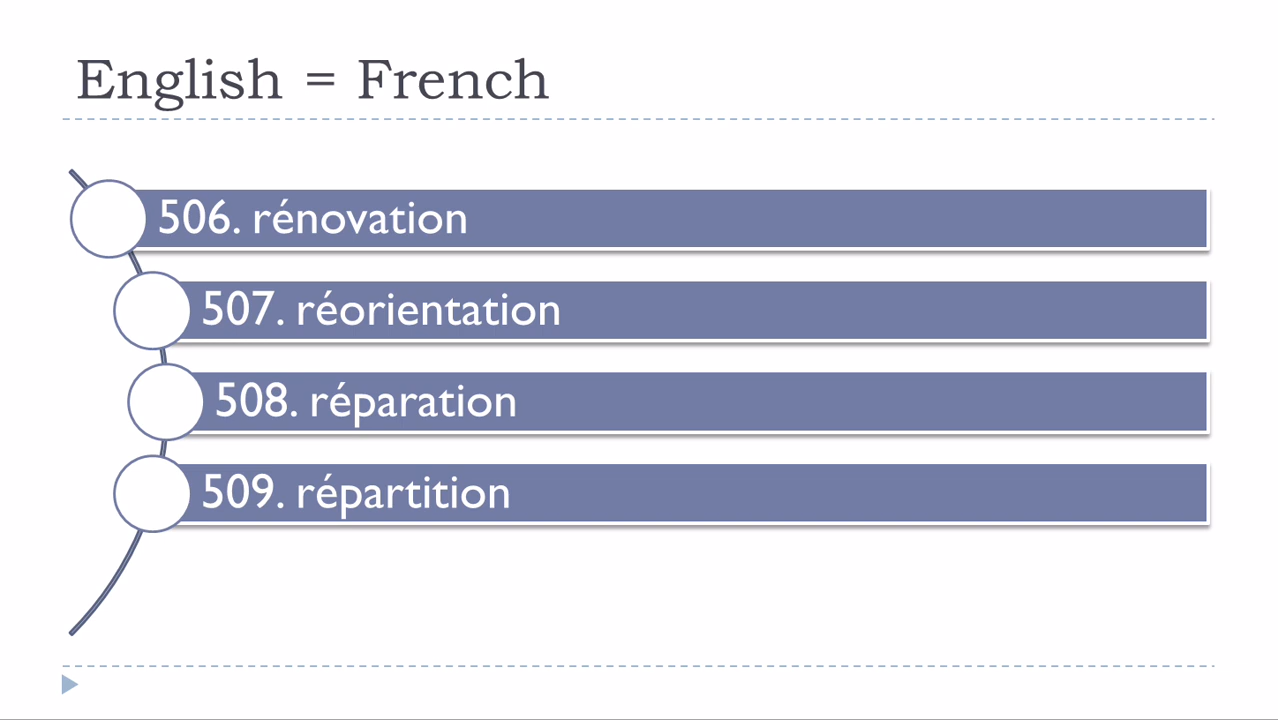 English = French
506. rénovation
507. réorientation
508. réparation
509. répartition